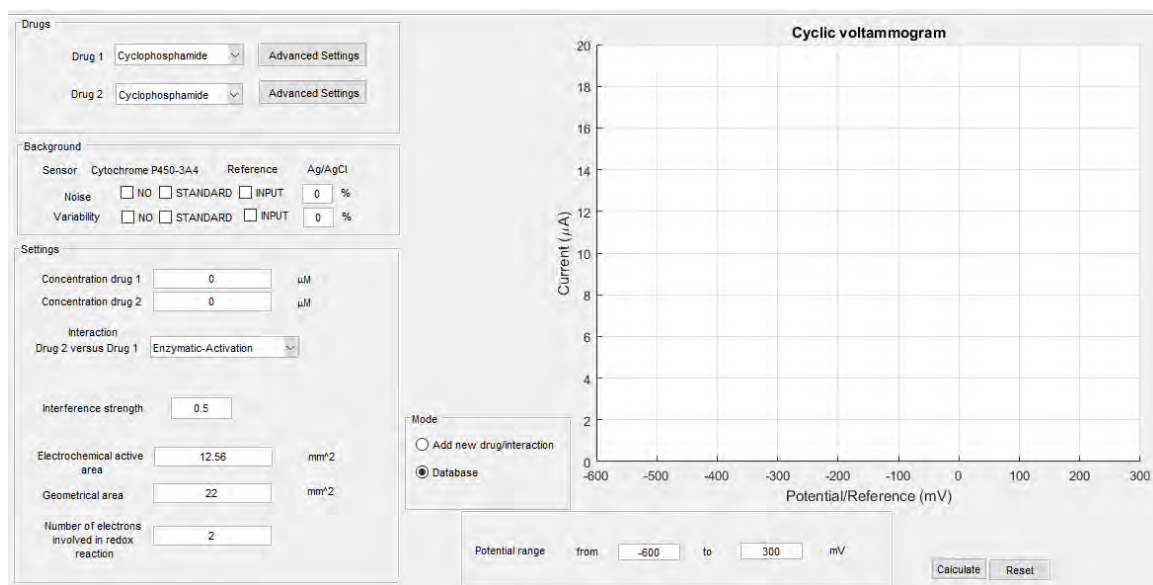 Drugs
Drug 1 Cyclophosphamide Advanced Settings
Drug 2 Cyclophosphamide Advanced Settings
Background
Sensor Cytochrome P450-3A4 Reference Ag/AgCl
Noise NO STANDARD INPUT 0 %
Variability NO STANDARD INPUT 0 %
Settings
Concentration drug 1 0 μM
Concentration drug 2 0 μM
Interaction
Drug 2 versus Drug 1 Enzymatic-Activation
Interference strength 0.5
Electrochemical active
area 12.56 mm^2
Geometrical area 22 mm^2
Number of electrons
involved in redox
reaction 2
Mode
Add new drug/interaction
Database
Cyclic voltammogram
20
18
16
14
12
10
8
6
4
2
0
Current (μA)
-600 -500 -400 -300 -200 -100 0 100 200 300
Potential/Reference (mV)
Potential range from -600 to 300 mV
Calculate Reset